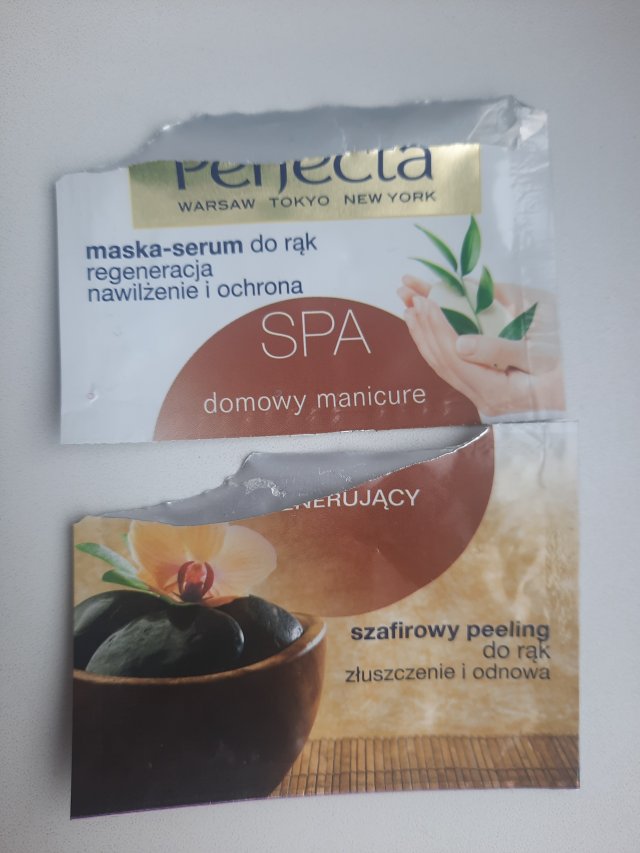 Perfecta
WARSAW TOKYO NEW YORK
maska-serum do rąk
regeneracja
nawilżenie i ochrona
SPA
domowy manicure
szafirowy peeling
do rąk
złuszczenie i odnowa